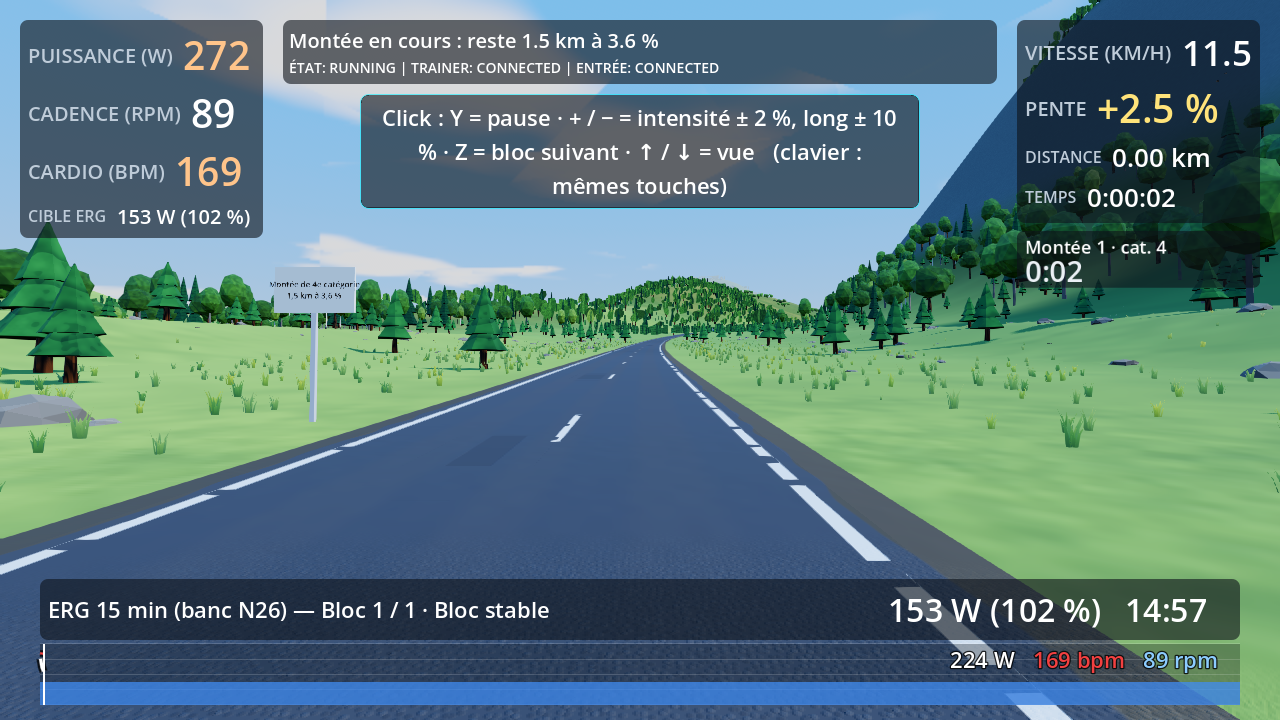 PUISSANCE (W) 272
CADENCE (RPM) 89
CARDIO (BPM) 169
CIBLE ERG 153 W (102 %)
Montée en cours : reste 1.5 km à 3.6 %
ÉTAT: RUNNING | TRAINER: CONNECTED | ENTRÉE: CONNECTED
Click : Y = pause · + / − = intensité ± 2 %, long ± 10
% · Z = bloc suivant · ↑ / ↓ = vue (clavier :
mêmes touches)
VITESSE (KM/H) 11.5
PENTE +2.5 %
DISTANCE 0.00 km
TEMPS 0:00:02
Montée 1 · cat. 4
0:02
Montée de 4e catégorie
1.5 km à 3.6 %
ERG 15 min (banc N26) — Bloc 1 / 1 · Bloc stable
153 W (102 %) 14:57
224 W 169 bpm 89 rpm